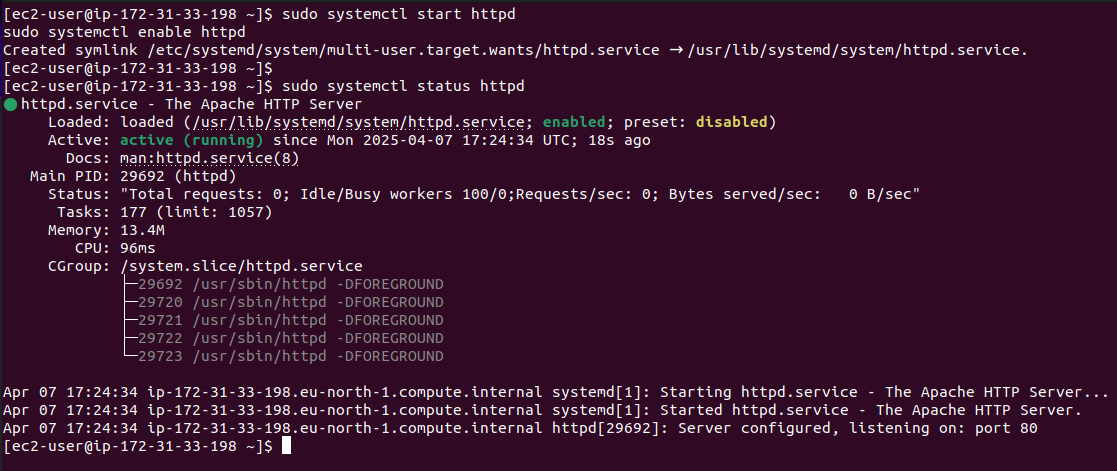 [ec2-user@ip-172-31-33-198 ~]$ sudo systemctl start httpd
sudo systemctl enable httpd
Created symlink /etc/systemd/system/multi-user.target.wants/httpd.service → /usr/lib/systemd/system/httpd.service.
[ec2-user@ip-172-31-33-198 ~]$
[ec2-user@ip-172-31-33-198 ~]$ sudo systemctl status httpd
● httpd.service - The Apache HTTP Server
     Loaded: loaded (/usr/lib/systemd/system/httpd.service; enabled; preset: disabled)
     Active: active (running) since Mon 2025-04-07 17:24:34 UTC; 18s ago
       Docs: man:httpd.service(8)
   Main PID: 29692 (httpd)
     Status: "Total requests: 0; Idle/Busy workers 100/0;Requests/sec: 0; Bytes served/sec:   0 B/sec"
      Tasks: 177 (limit: 1057)
     Memory: 13.4M
        CPU: 96ms
     CGroup: /system.slice/httpd.service
             ├─29692 /usr/sbin/httpd -DFOREGROUND
             ├─29720 /usr/sbin/httpd -DFOREGROUND
             ├─29721 /usr/sbin/httpd -DFOREGROUND
             ├─29722 /usr/sbin/httpd -DFOREGROUND
             └─29723 /usr/sbin/httpd -DFOREGROUND
Apr 07 17:24:34 ip-172-31-33-198.eu-north-1.compute.internal systemd[1]: Starting httpd.service - The Apache HTTP Server...
Apr 07 17:24:34 ip-172-31-33-198.eu-north-1.compute.internal systemd[1]: Started httpd.service - The Apache HTTP Server.
Apr 07 17:24:34 ip-172-31-33-198.eu-north-1.compute.internal httpd[29692]: Server configured, listening on: port 80
[ec2-user@ip-172-31-33-198 ~]$